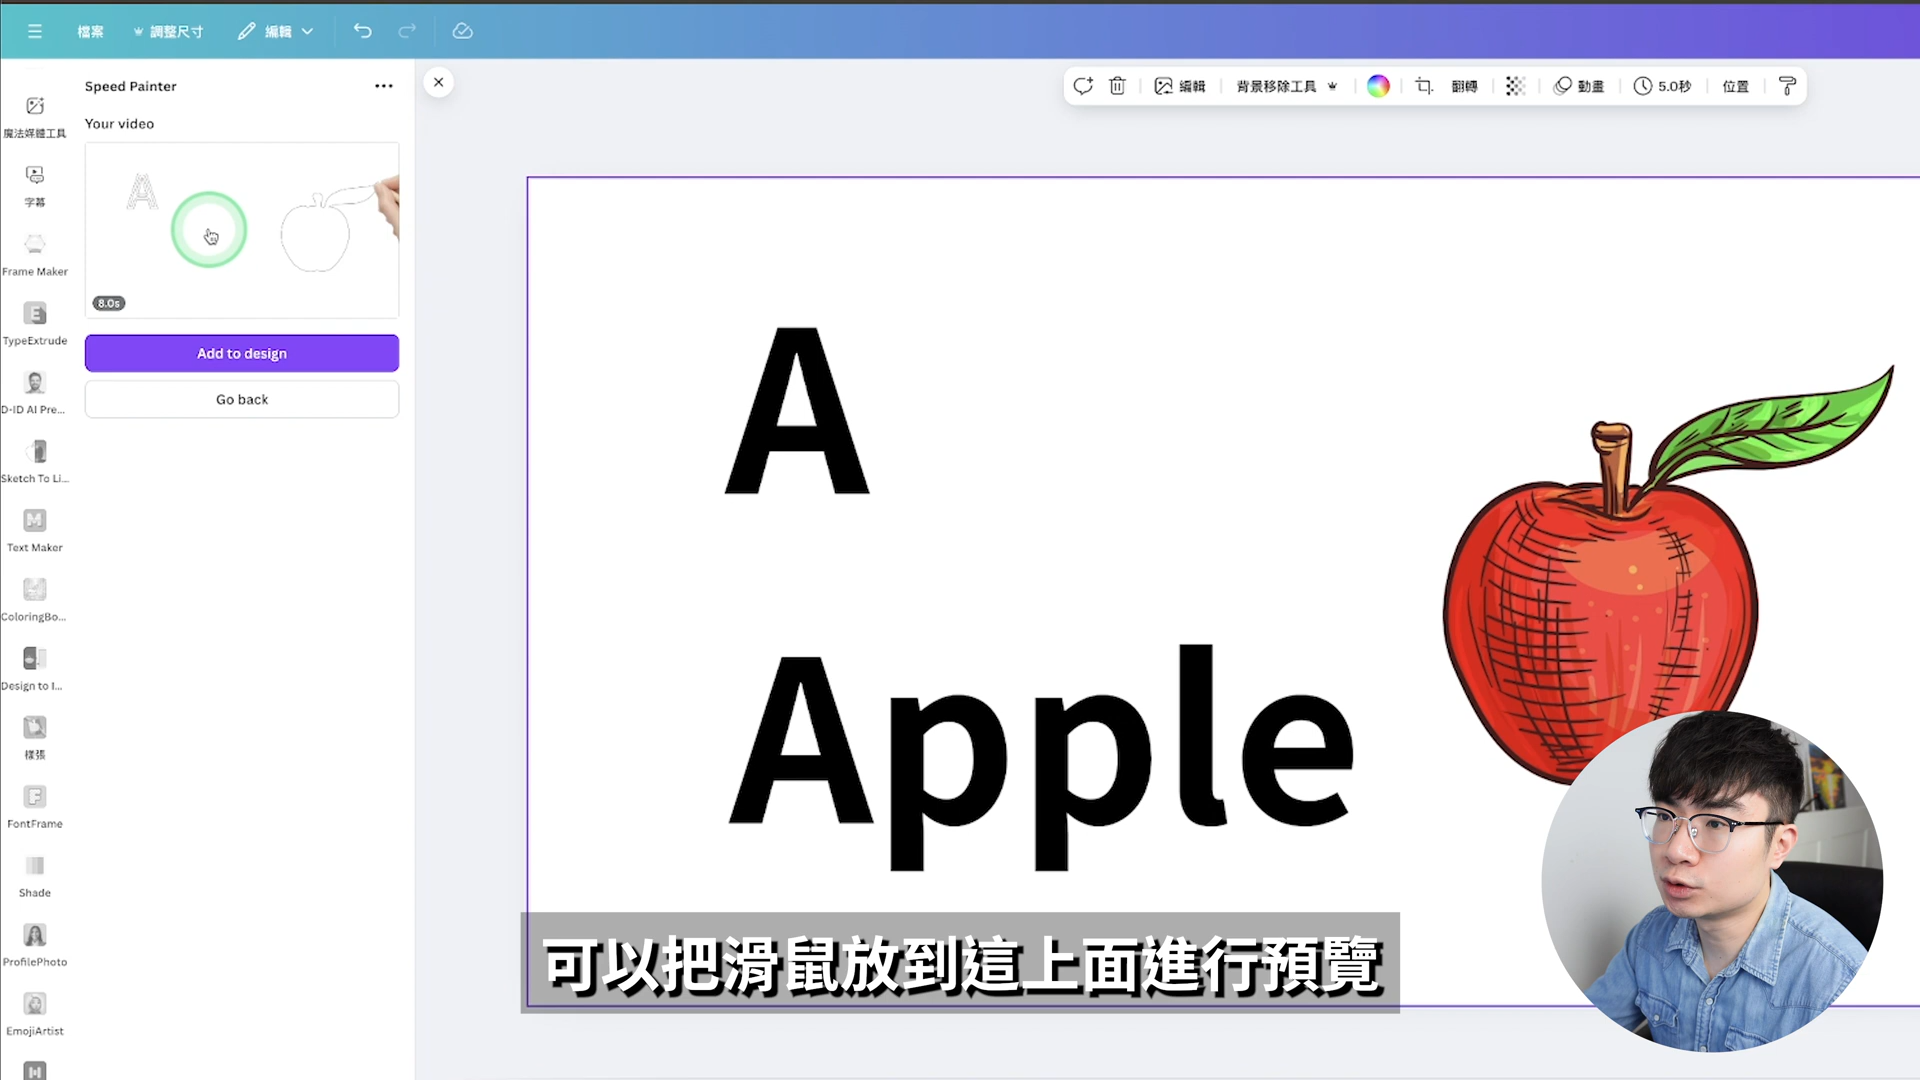 檔案
調整尺寸
編輯
Speed Painter
Your video
A
8.0s
Add to design
Go back
魔法媒體工具
字幕
Frame Maker
E
TypeExtrude
D-ID AI Pre...
Sketch To Li...
M
Text Maker
ColoringBo...
Design to I...
樣張
F
FontFrame
Shade
ProfilePhoto
EmojiArtist
編輯
背景移除工具
翻轉
動畫
5.0秒
位置
A
Apple
可以把滑鼠放到這上面進行預覽